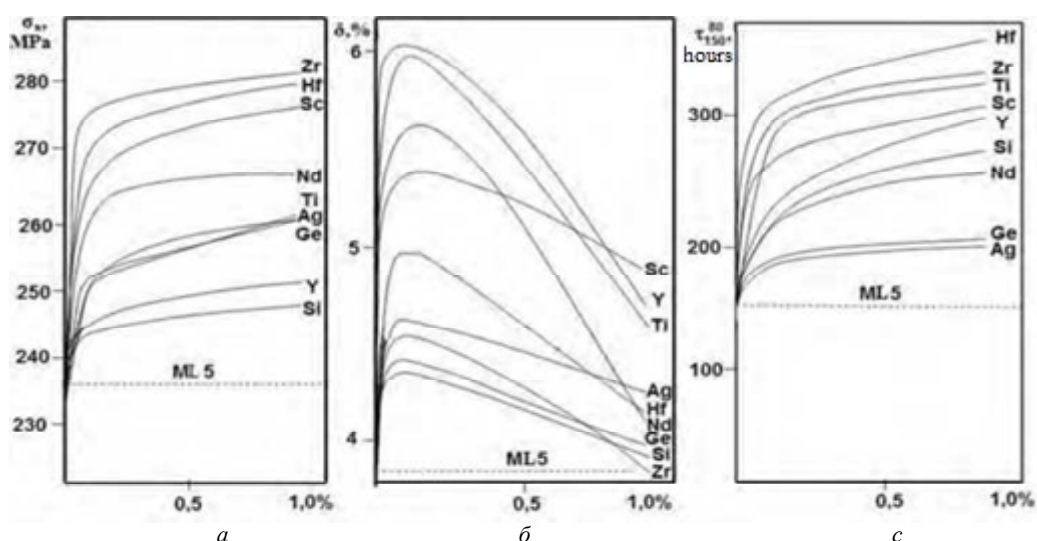 σв,
MPa
280
270
260
250
240
230
Zr
Hf
Sc
Nd
Ti
Ag
Ge
Y
Si
ML 5
0,5
1,0%
а
δ,%
6
5
4
Sc
Y
Ti
Ag
Hf
Nd
Ge
Si
Zr
ML5
0,5
1,0%
б
τ 80 150,
hours
300
200
100
Hf
Zr
Ti
Sc
Y
Si
Nd
Ge
Ag
ML5
0,5
1,0%
с